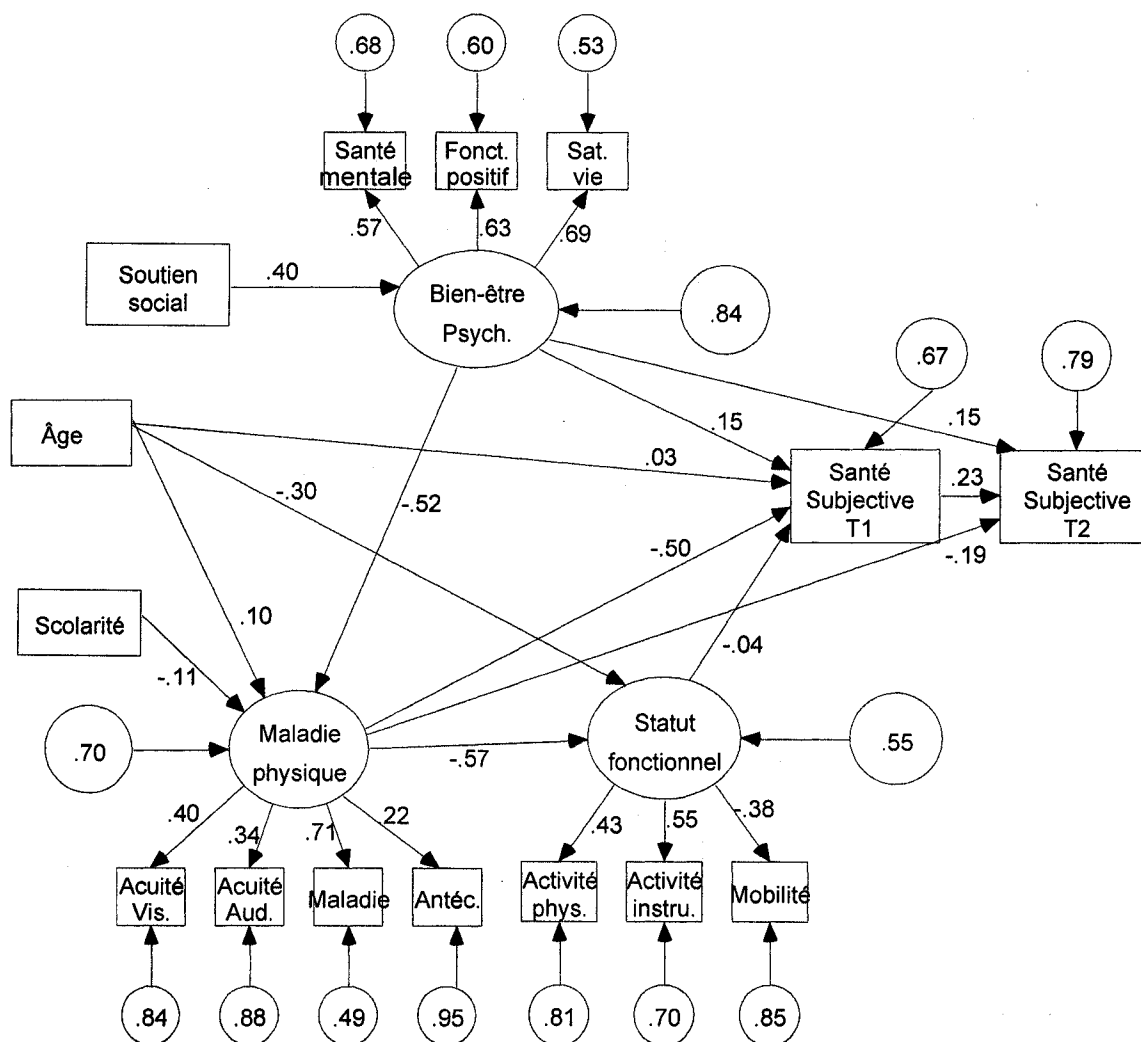 .68
.60
.53
Santé
mentale
Fonct.
positif
Sat.
vie
.57
.63
.69
Soutien
social
.40
Bien-être
Psych.
.84
.67
.79
Âge
.15
.15
.03
Santé
Subjective
T1
.23
Santé
Subjective
T2
-.30
-.52
-.50
-.19
Scolarité
.10
-.04
-.11
.70
Maladie
physique
-.57
Statut
fonctionnel
.55
.40
.34
.71
.22
.43
.55
-.38
Acuité
Vis.
Acuité
Aud.
Maladie
Antéc.
Activité
phys.
Activité
instru.
Mobilité
.84
.88
.49
.95
.81
.70
.85